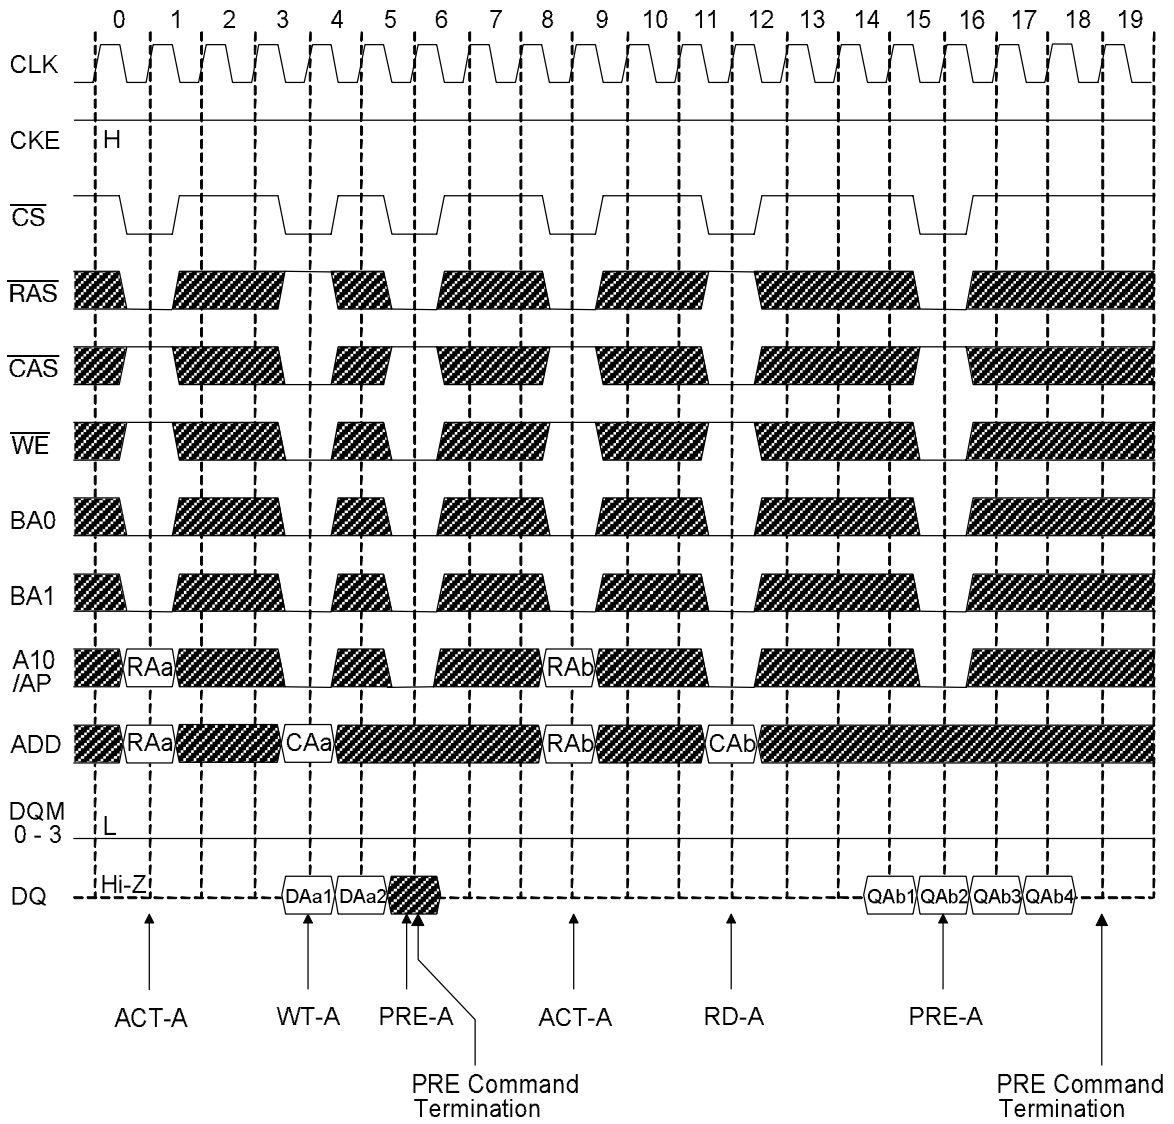 0 1 2 3 4 5 6 7 8 9 10 11 12 13 14 15 16 17 18 19
CLK
CKE H
CS
RAS
CAS
WE
BA0
BA1
A10
/AP
RAa RAb
ADD RAa CAa RAb CAb
DQM
0 - 3
L
DQ Hi-Z DAa1 DAa2 QAb1 QAb2 QAb3 QAb4
ACT-A WT-A PRE-A ACT-A RD-A PRE-A
PRE Command
Termination
PRE Command
Termination